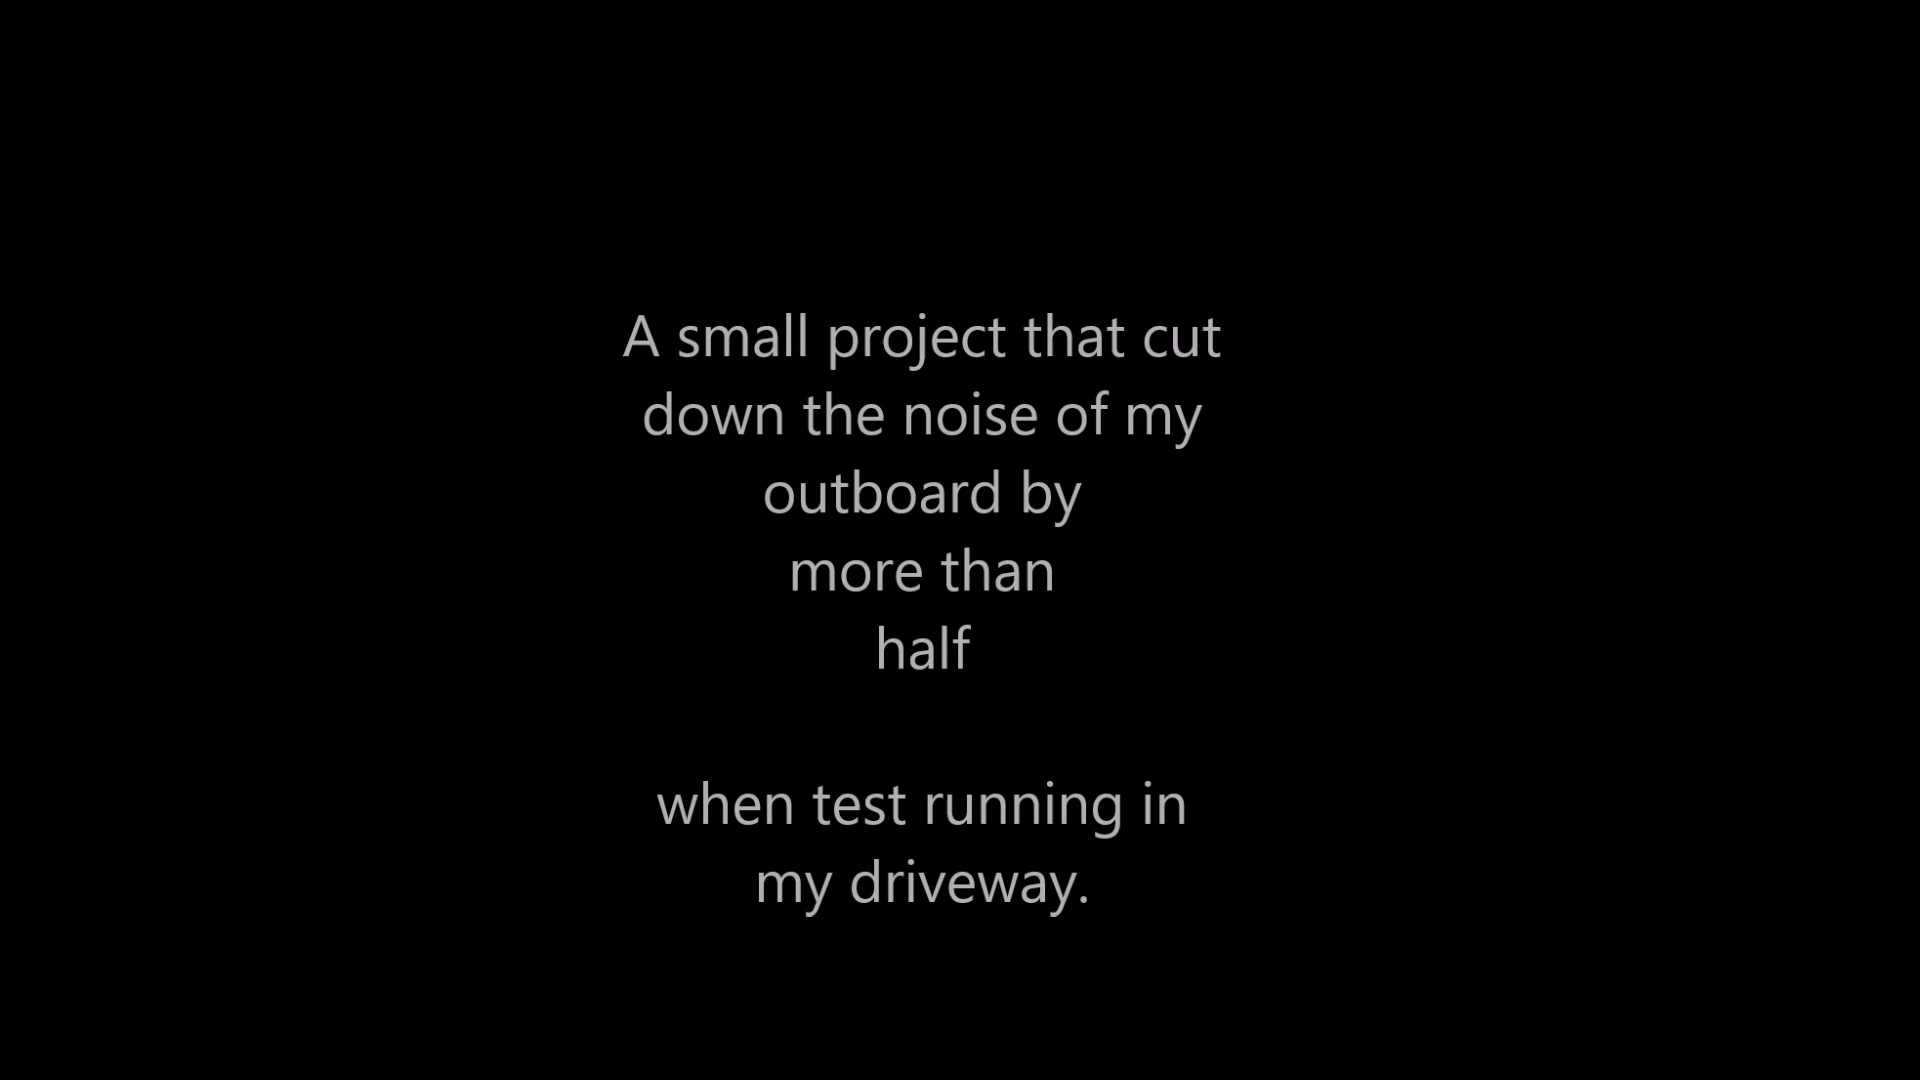 A small project that cut
down the noise of my
outboard by
more than
half
when test running in
my driveway.